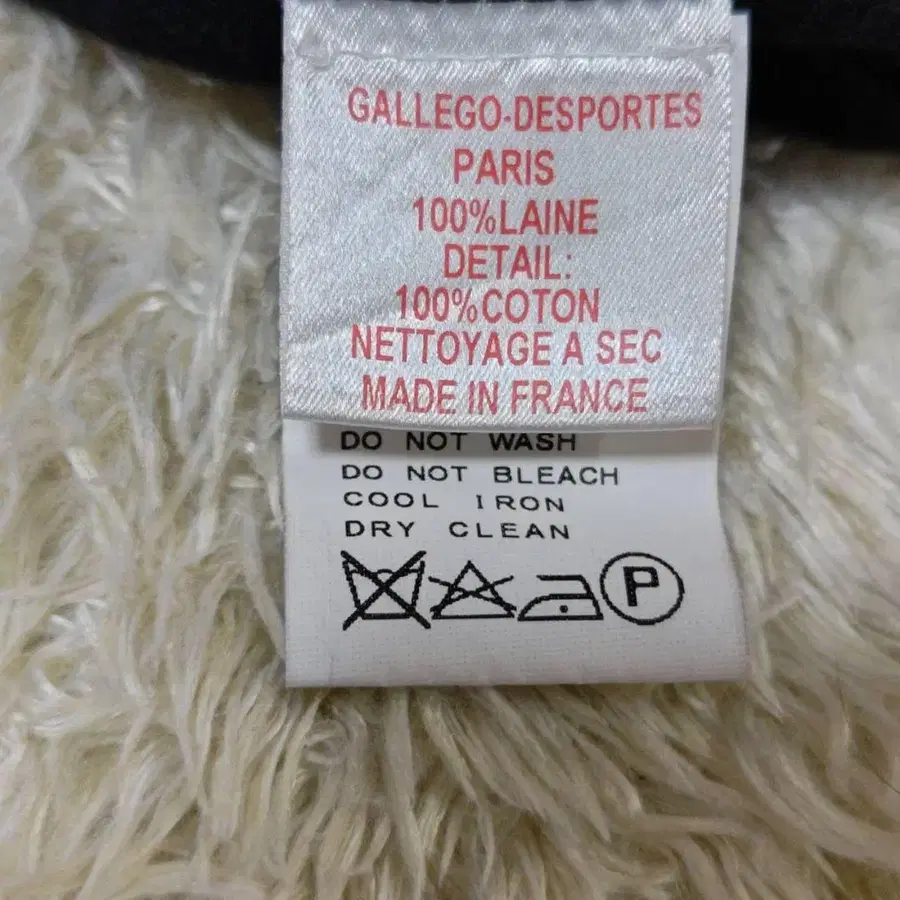 GALLEGO-DESPORTES
PARIS
100%LAINE
DETAIL:
100%COTON
NETTOYAGE A SEC
MADE IN FRANCE
DO NOT WASH
DO NOT BLEACH
COOL IRON
DRY CLEAN
P